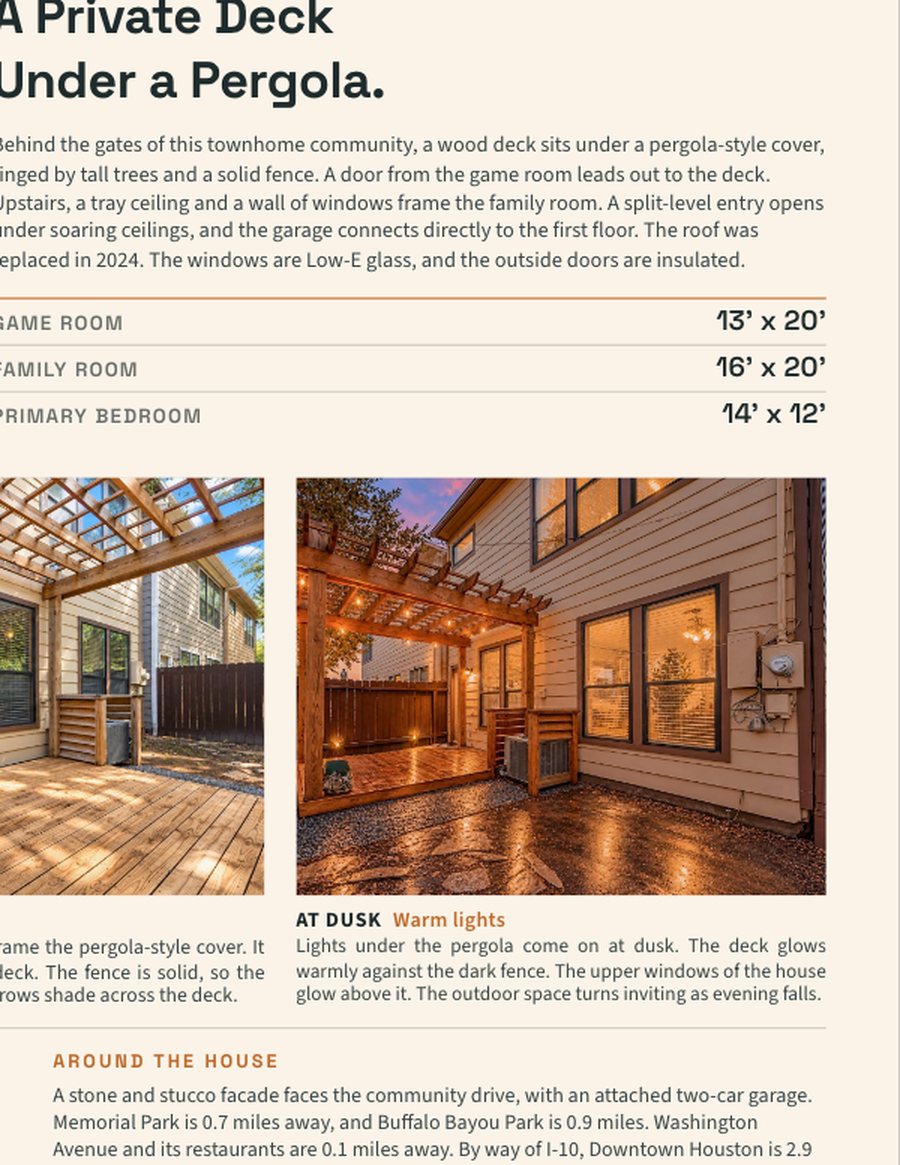 A Private Deck
Under a Pergola.
Behind the gates of this townhome community, a wood deck sits under a pergola-style cover,
ringed by tall trees and a solid fence. A door from the game room leads out to the deck.
Upstairs, a tray ceiling and a wall of windows frame the family room. A split-level entry opens
under soaring ceilings, and the garage connects directly to the first floor. The roof was
replaced in 2024. The windows are Low-E glass, and the outside doors are insulated.
GAME ROOM 13’ x 20’
FAMILY ROOM 16’ x 20’
PRIMARY BEDROOM 14’ x 12’
the pergola-style cover. It
deck. The fence is solid, so the
shade across the deck.
AT DUSK Warm lights
Lights under the pergola come on at dusk. The deck glows
warmly against the dark fence. The upper windows of the house
glow above it. The outdoor space turns inviting as evening falls.
AROUND THE HOUSE
A stone and stucco facade faces the community drive, with an attached two-car garage.
Memorial Park is 0.7 miles away, and Buffalo Bayou Park is 0.9 miles. Washington
Avenue and its restaurants are 0.1 miles away. By way of I-10, Downtown Houston is 2.9